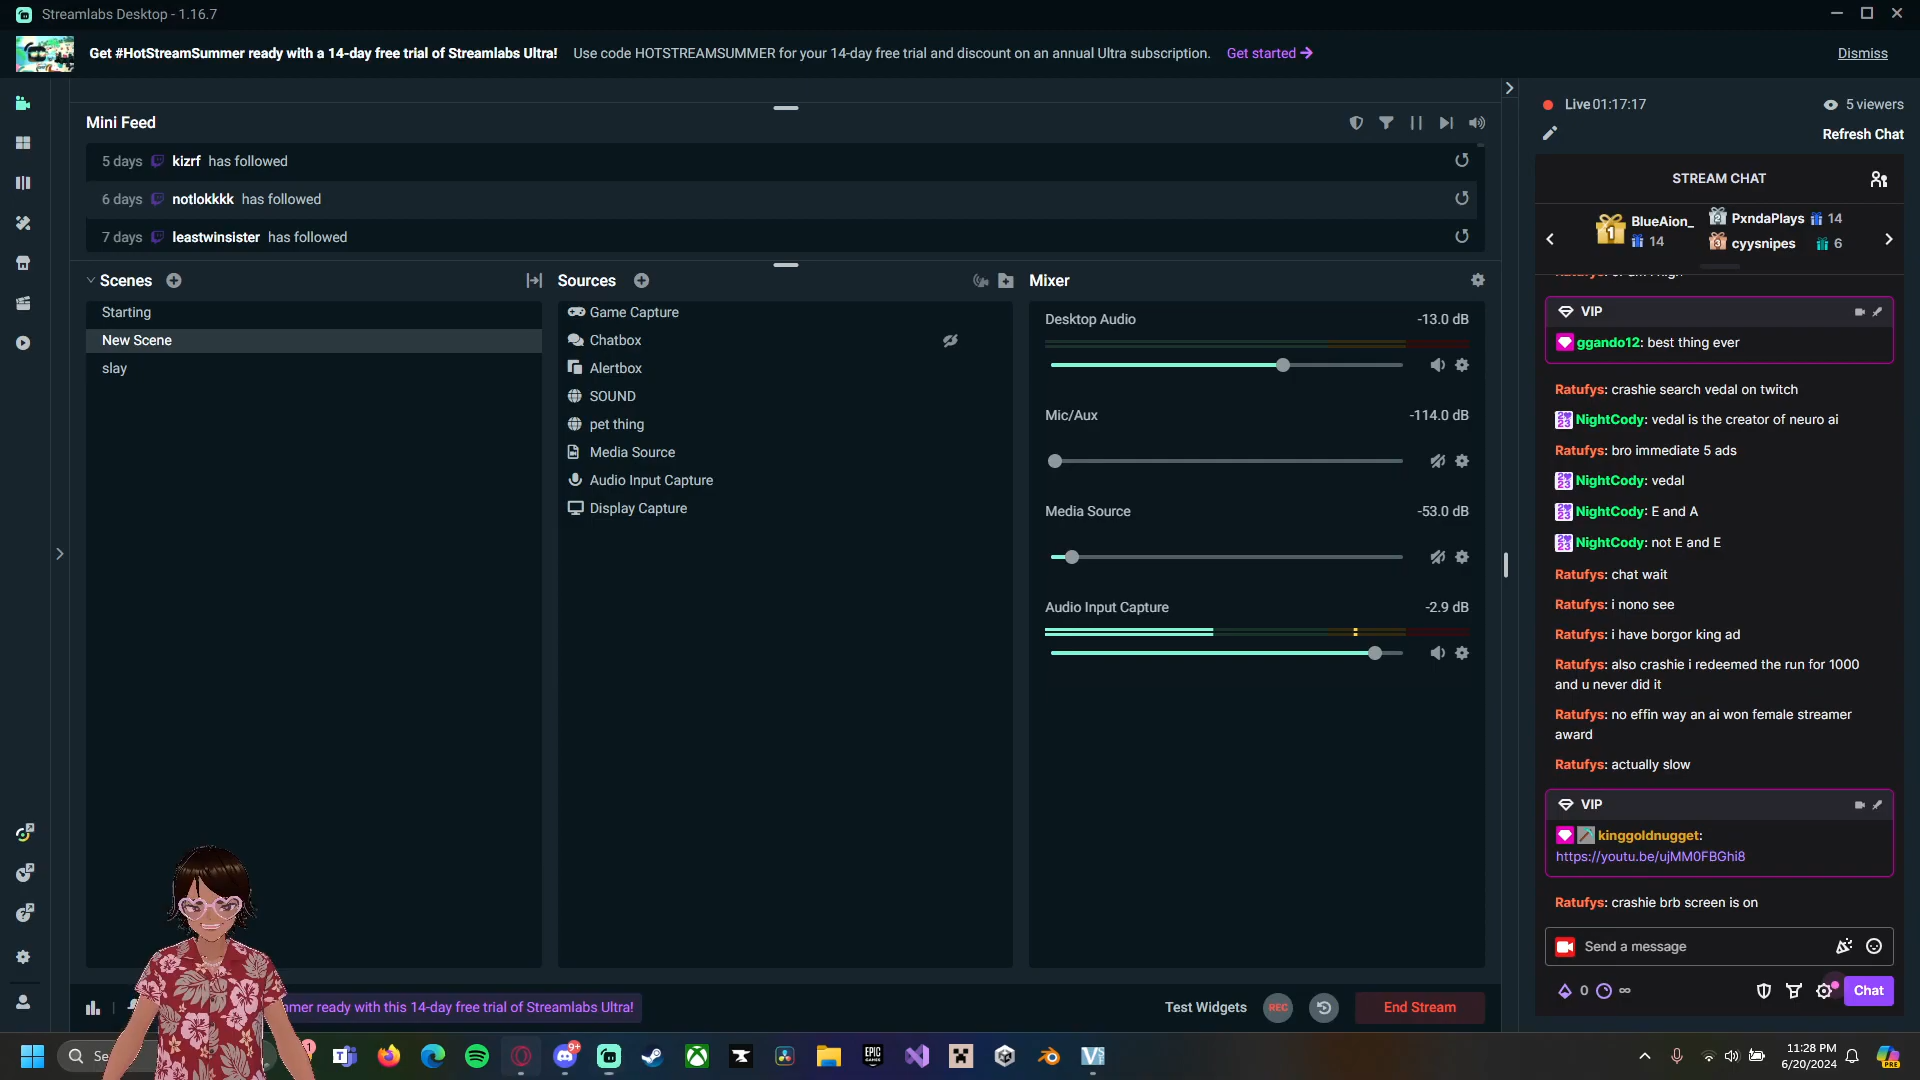 Streamlabs Desktop - 1.16.7
Get #HotStreamSummer ready with a 14-day free trial of Streamlabs Ultra! Use code HOTSTREAMSUMMER for your 14-day free trial and discount on an annual Ultra subscription. Get started
Dismiss
Mini Feed
5 days kizrf has followed
6 days notlokkkk has followed
7 days leastwinsister has followed
Scenes
Starting
New Scene
slay
Sources
Game Capture
Chatbox
Alertbox
SOUND
pet thing
Media Source
Audio Input Capture
Display Capture
Mixer
Desktop Audio -13.0 dB
Mic/Aux -114.0 dB
Media Source -53.0 dB
Audio Input Capture -2.9 dB
Live 01:17:17 5 viewers
Refresh Chat
STREAM CHAT
1 BlueAion_ 14
2 PxndaPlays 14
3 cyysnipes 6
VIP
ggando12: best thing ever
Ratufys: crashie search vedal on twitch
NightCody: vedal is the creator of neuro ai
Ratufys: bro immediate 5 ads
NightCody: vedal
NightCody: E and A
NightCody: not E and E
Ratufys: chat wait
Ratufys: i nono see
Ratufys: i have borgor king ad
Ratufys: also crashie i redeemed the run for 1000
and u never did it
Ratufys: no effin way an ai won female streamer
award
Ratufys: actually slow
VIP
kinggoldnugget:
https://youtu.be/ujMM0FBGhi8
Ratufys: crashie brb screen is on
Send a message
0 ∞
Chat
mer ready with this 14-day free trial of Streamlabs Ultra!
Test Widgets
REC
End Stream
Se
1
9+
EPIC GAMES
11:28 PM
6/20/2024
PRE